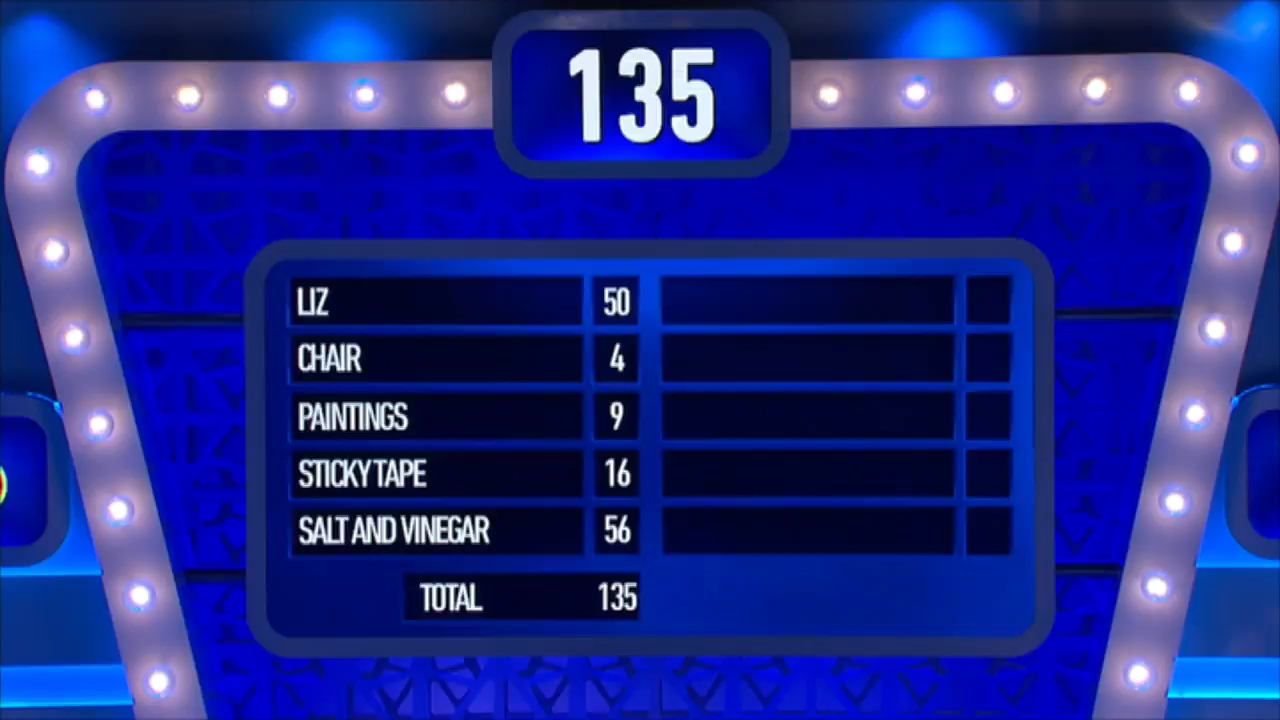 135
LIZ 50
CHAIR 4
PAINTINGS 9
STICKY TAPE 16
SALT AND VINEGAR 56
TOTAL 135